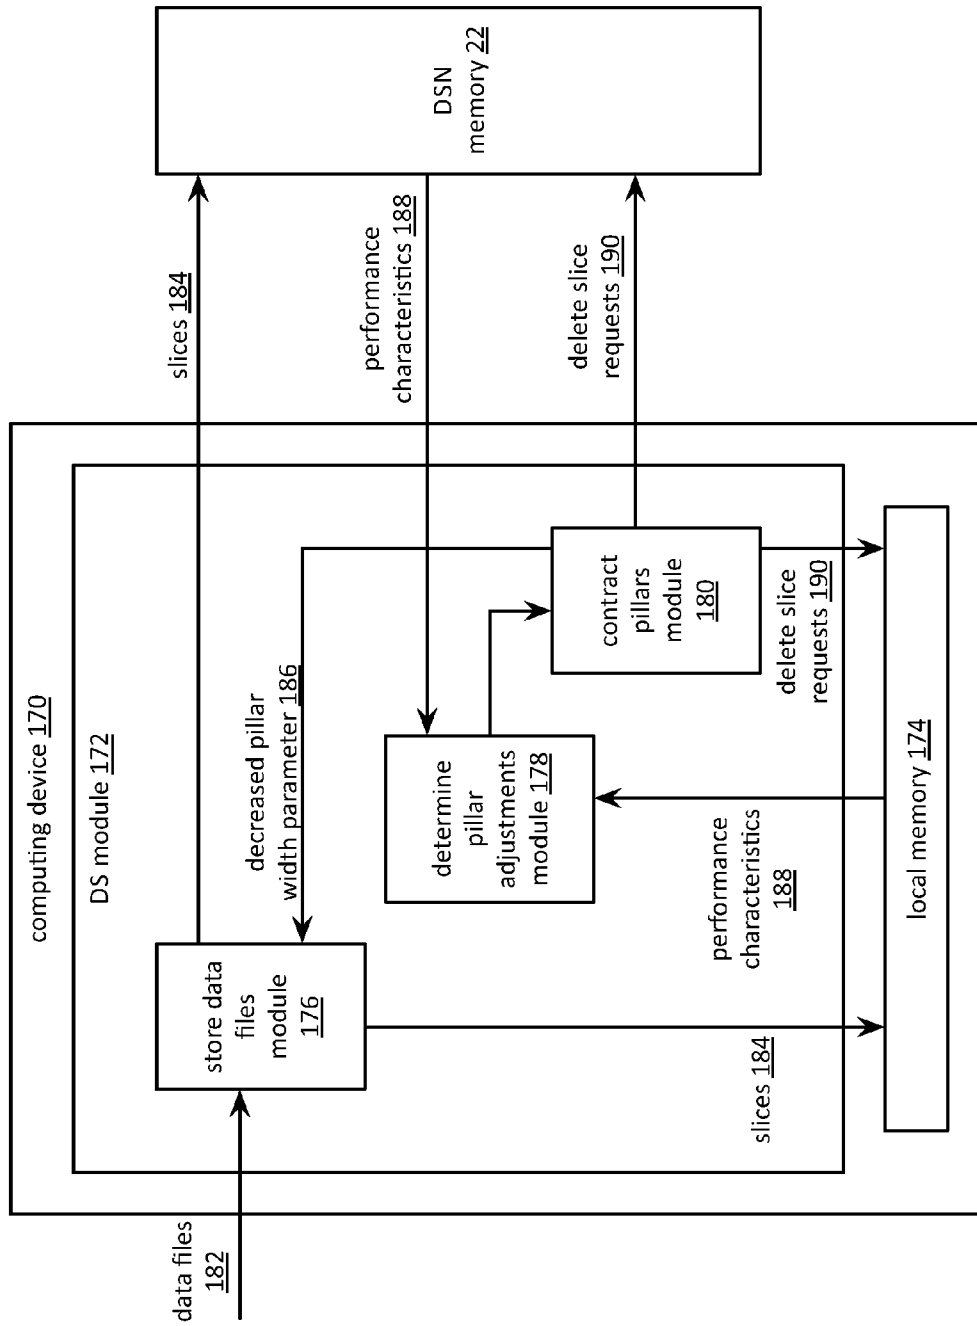 computing device 170
DS module 172
data files
182
store data
files
module
176
decreased pillar
width parameter 186
slices 184
DSN
memory 22
performance
characteristics 188
determine
pillar
adjustments
module 178
contract
pillars
module
180
delete slice
requests 190
slices 184
performance
characteristics
188
delete slice
requests 190
local memory 174